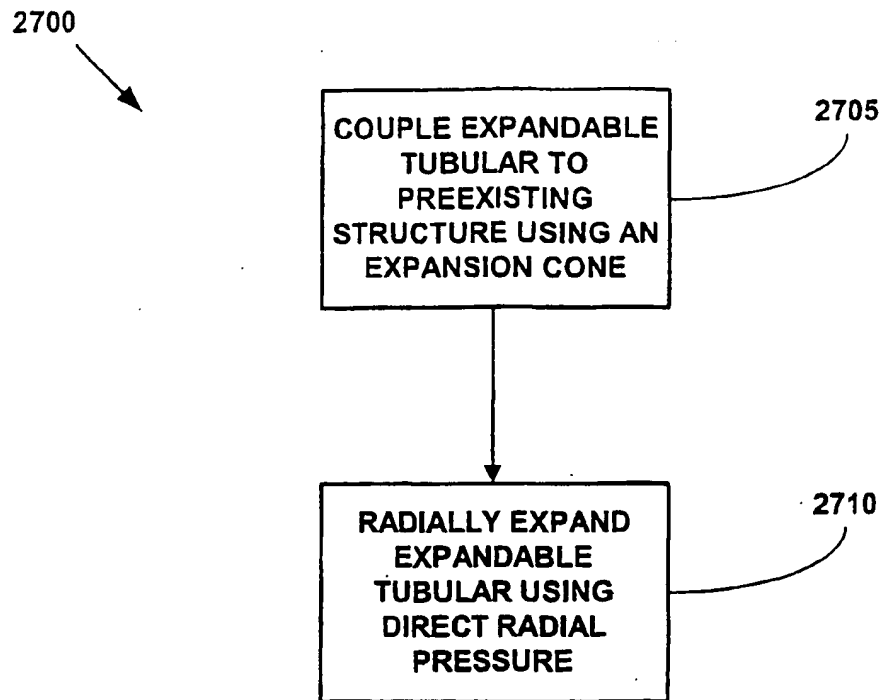 2700
COUPLE EXPANDABLE
TUBULAR TO
PREEXISTING
STRUCTURE USING AN
EXPANSION CONE
2705
RADIALLY EXPAND
EXPANDABLE
TUBULAR USING
DIRECT RADIAL
PRESSURE
2710